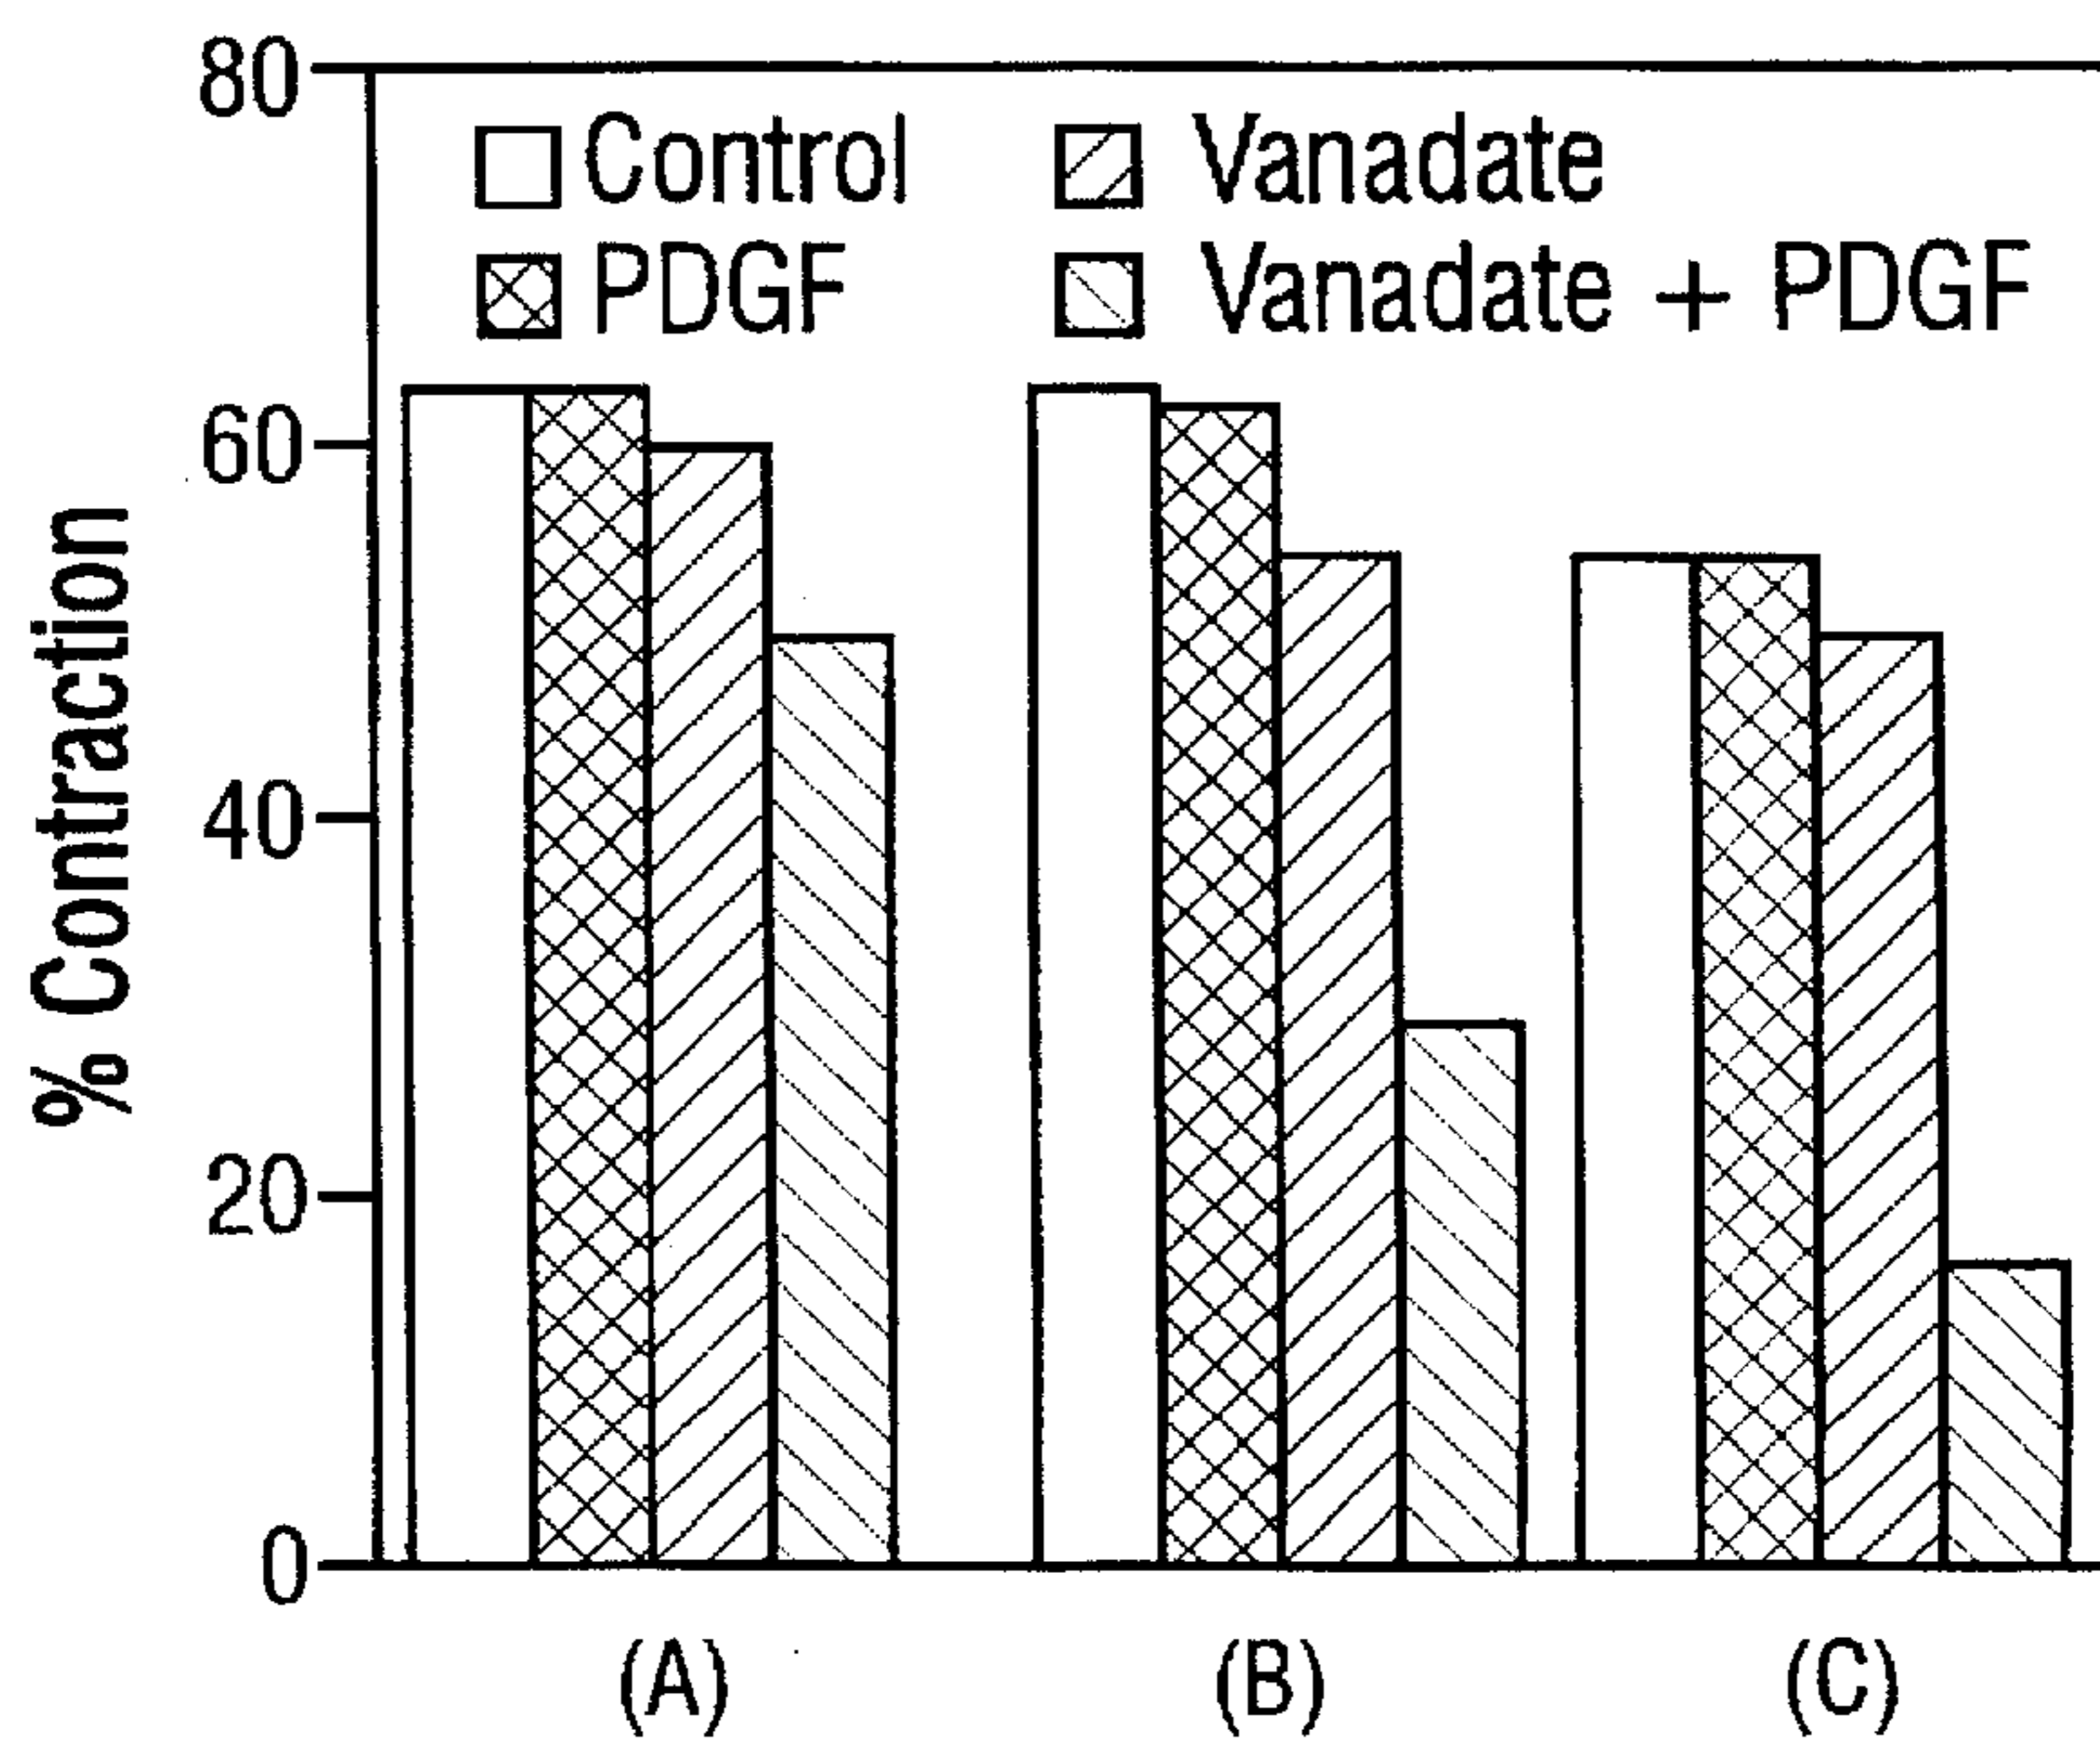 80
Control
Vanadate
PDGF
Vanadate + PDGF
60
40
20
0
% Contraction
(A)
(B)
(C)